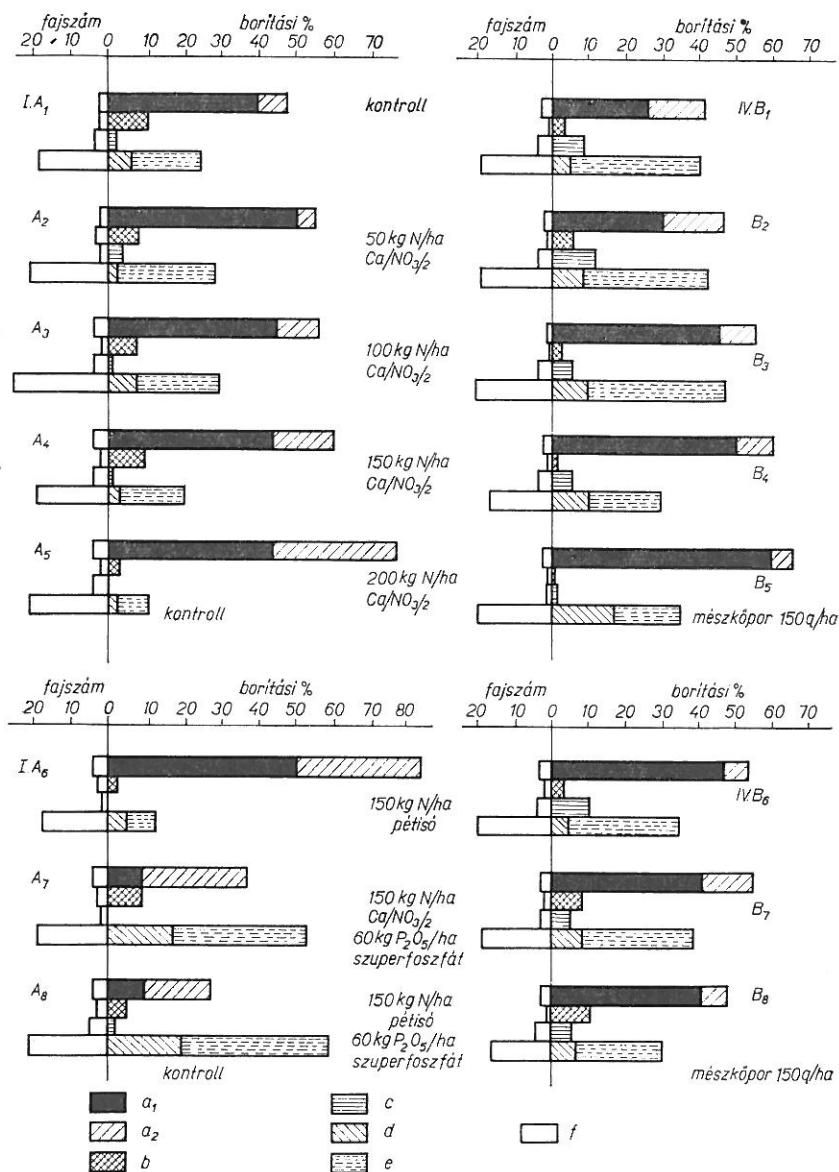 fajszám borítási %
20 10 0 10 20 30 40 50 60 70
I.A1 kontroll
A2 50 kg N/ha
Ca/NO3/2
A3 100 kg N/ha
Ca/NO3/2
A4 150 kg N/ha
Ca/NO3/2
A5 200 kg N/ha
Ca/NO3/2
kontroll
fajszám borítási %
20 10 0 10 20 30 40 50 60 70
IV.B1
B2
B3
B4
B5
mészkőpor 150 q/ha
fajszám borítási %
20 10 0 10 20 30 40 50 60 70 80
I.A6 150 kg N/ha
pétisó
A7 150 kg N/ha
Ca/NO3/2
60 kg P2O5/ha
szuperfoszfát
A8 150 kg N/ha
pétisó
60 kg P2O5/ha
szuperfoszfát
kontroll
fajszám borítási %
20 10 0 10 20 30 40 50 60 70
IV.B6
B7
B8
mészkőpor 150 q/ha
a1 c f
a2 d
b e